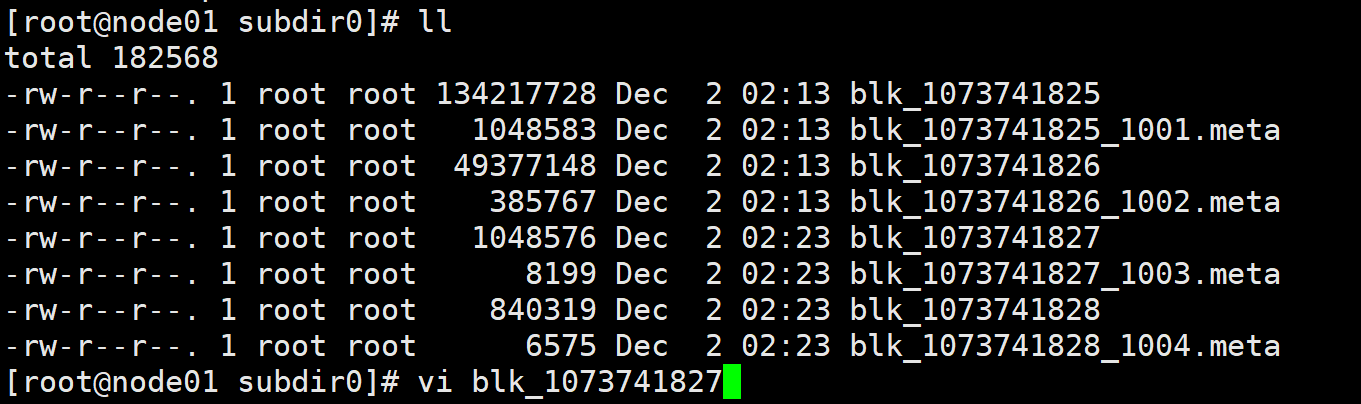 [root@node01 subdir0]# ll
total 182568
-rw-r--r--. 1 root root 134217728 Dec  2 02:13 blk_1073741825
-rw-r--r--. 1 root root   1048583 Dec  2 02:13 blk_1073741825_1001.meta
-rw-r--r--. 1 root root  49377148 Dec  2 02:13 blk_1073741826
-rw-r--r--. 1 root root    385767 Dec  2 02:13 blk_1073741826_1002.meta
-rw-r--r--. 1 root root   1048576 Dec  2 02:23 blk_1073741827
-rw-r--r--. 1 root root      8199 Dec  2 02:23 blk_1073741827_1003.meta
-rw-r--r--. 1 root root    840319 Dec  2 02:23 blk_1073741828
-rw-r--r--. 1 root root      6575 Dec  2 02:23 blk_1073741828_1004.meta
[root@node01 subdir0]# vi blk_1073741827